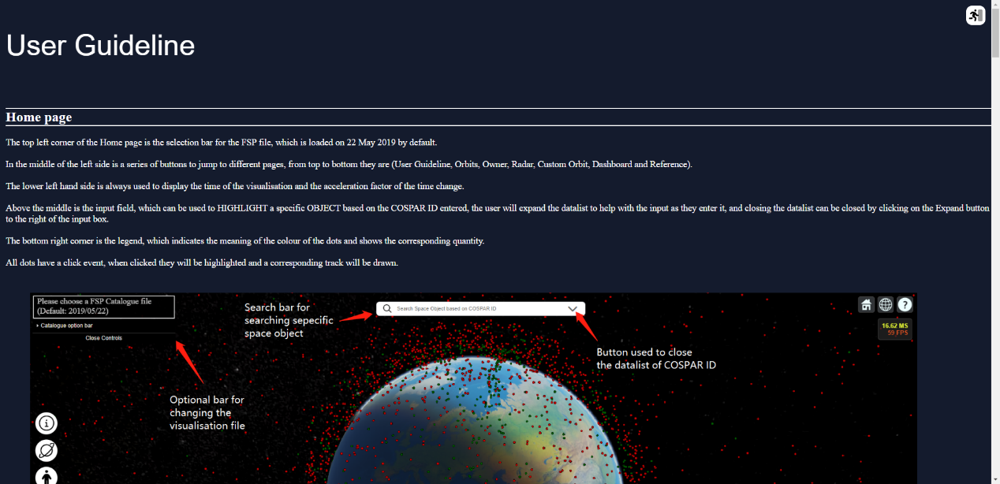 User Guideline
Home page
The top left corner of the Home page is the selection bar for the FSP file, which is loaded on 22 May 2019 by default.
In the middle of the left side is a series of buttons to jump to different pages, from top to bottom they are (User Guideline, Orbits, Owner, Radar, Custom Orbit, Dashboard and Reference).
The lower left hand side is always used to display the time of the visualisation and the acceleration factor of the time change.
Above the middle is the input field, which can be used to HIGHLIGHT a specific OBJECT based on the COSPAR ID entered, the user will expand the datalist to help with the input as they enter it, and closing the datalist can be closed by clicking on the Expand button
to the right of the input box.
The bottom right corner is the legend, which indicates the meaning of the colour of the dots and shows the corresponding quantity.
All dots have a click event, when clicked they will be highlighted and a corresponding track will be drawn.
Please choose a FSP Catalogue file
(Default: 2019/05/22)
Catalogue option bar
Close Controls
Search bar for
searching sepecific
space object
Search Space Object based on COSPAR ID
16.62 MS
59 FPS
Button used to close
the datalist of COSPAR ID
Optional bar for
changing the
visualisation file